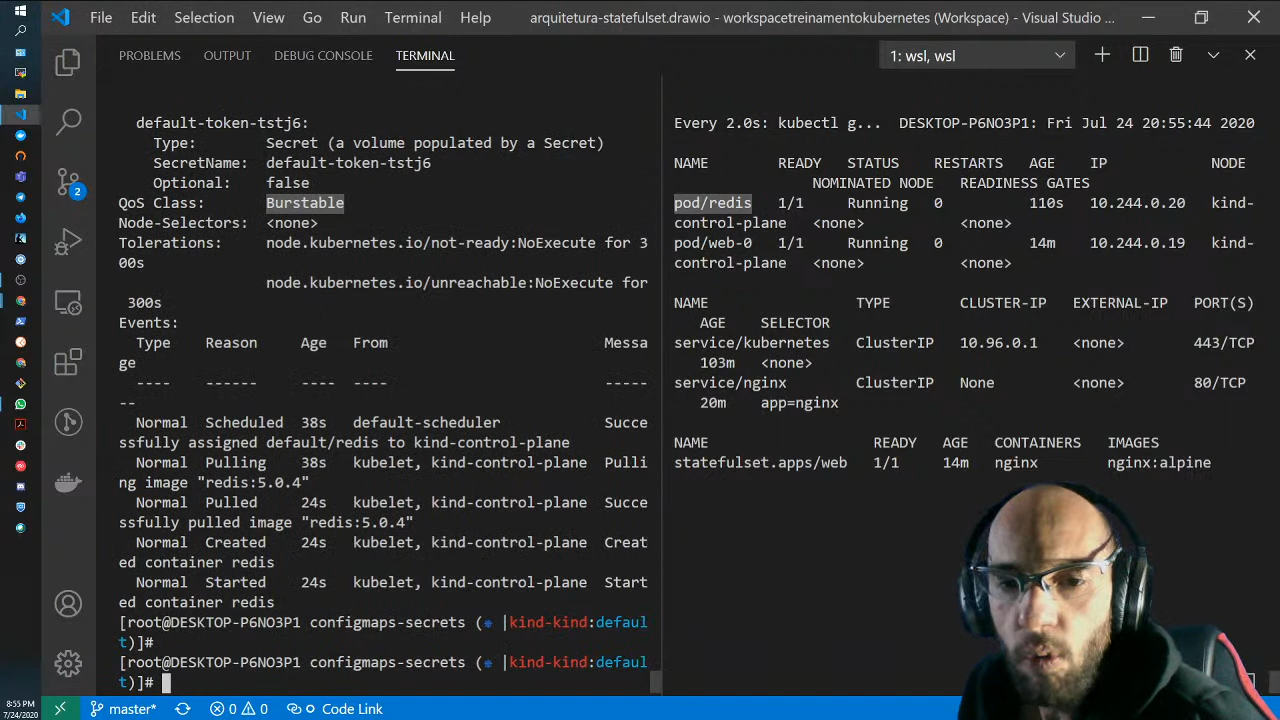 File Edit Selection View Go Run Terminal Help arquitetura-statefulset.drawio - workspacetreinamentokubernetes (Workspace) - Visual Studio ...
PROBLEMS OUTPUT DEBUG CONSOLE TERMINAL 1: wsl, wsl
default-token-tstj6:
Type: Secret (a volume populated by a Secret)
SecretName: default-token-tstj6
Optional: false
QoS Class: Burstable
Node-Selectors: <none>
Tolerations: node.kubernetes.io/not-ready:NoExecute for 3
00s
node.kubernetes.io/unreachable:NoExecute for
300s
Events:
Type Reason Age From Messa
ge
---- ------ ---- ---- -----
--
Normal Scheduled 38s default-scheduler Succe
ssfully assigned default/redis to kind-control-plane
Normal Pulling 38s kubelet, kind-control-plane Pulli
ng image "redis:5.0.4"
Normal Pulled 24s kubelet, kind-control-plane Succe
ssfully pulled image "redis:5.0.4"
Normal Created 24s kubelet, kind-control-plane Creat
ed container redis
Normal Started 24s kubelet, kind-control-plane Start
ed container redis
[root@DESKTOP-P6NO3P1 configmaps-secrets (⎈ |kind-kind:defaul
t)]#
[root@DESKTOP-P6NO3P1 configmaps-secrets (⎈ |kind-kind:defaul
t)]#
Every 2.0s: kubectl g... DESKTOP-P6NO3P1: Fri Jul 24 20:55:44 2020
NAME READY STATUS RESTARTS AGE IP NODE
NOMINATED NODE READINESS GATES
pod/redis 1/1 Running 0 110s 10.244.0.20 kind-
control-plane <none> <none>
pod/web-0 1/1 Running 0 14m 10.244.0.19 kind-
control-plane <none> <none>
NAME TYPE CLUSTER-IP EXTERNAL-IP PORT(S)
AGE SELECTOR
service/kubernetes ClusterIP 10.96.0.1 <none> 443/TCP
103m <none>
service/nginx ClusterIP None <none> 80/TCP
20m app=nginx
NAME READY AGE CONTAINERS IMAGES
statefulset.apps/web 1/1 14m nginx nginx:alpine
2
8:55 PM
7/24/2020
master* 0 0 Code Link